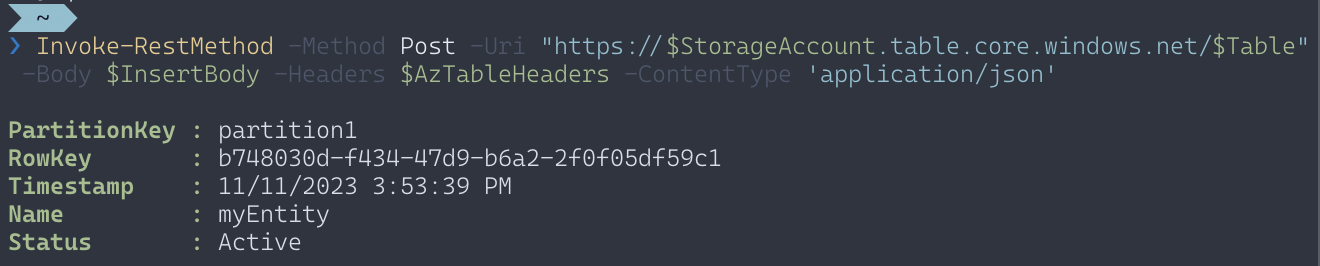 ~
❯ Invoke-RestMethod -Method Post -Uri "https://$StorageAccount.table.core.windows.net/$Table"
-Body $InsertBody -Headers $AzTableHeaders -ContentType 'application/json'
PartitionKey : partition1
RowKey       : b748030d-f434-47d9-b6a2-2f0f05df59c1
Timestamp    : 11/11/2023 3:53:39 PM
Name         : myEntity
Status       : Active